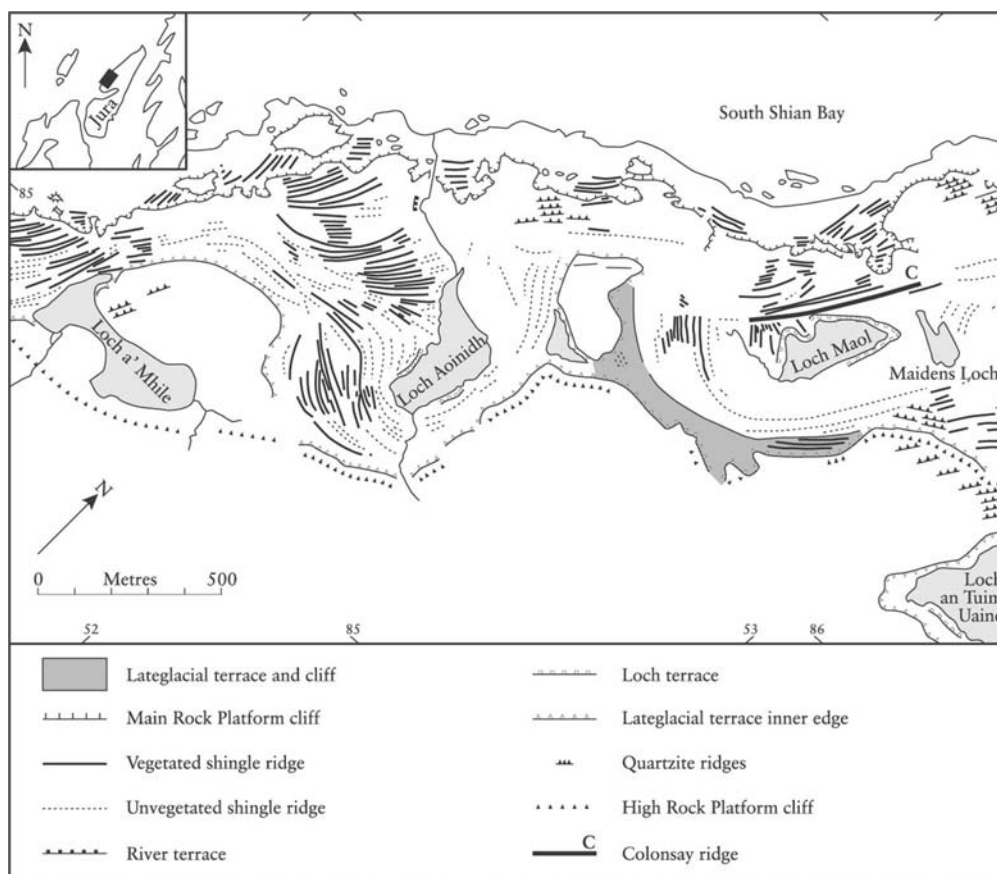 N
Jura
South Shian Bay
85
C
Loch a' Mhile
Loch Aoinidh
Loch Maol
Maidens Loch
N
0 Metres 500
Loch
an Tuim
Uaine
52
85
53
86
Lateglacial terrace and cliff
Loch terrace
Main Rock Platform cliff
Lateglacial terrace inner edge
Vegetated shingle ridge
Quartzite ridges
Unvegetated shingle ridge
High Rock Platform cliff
River terrace
C
Colonsay ridge